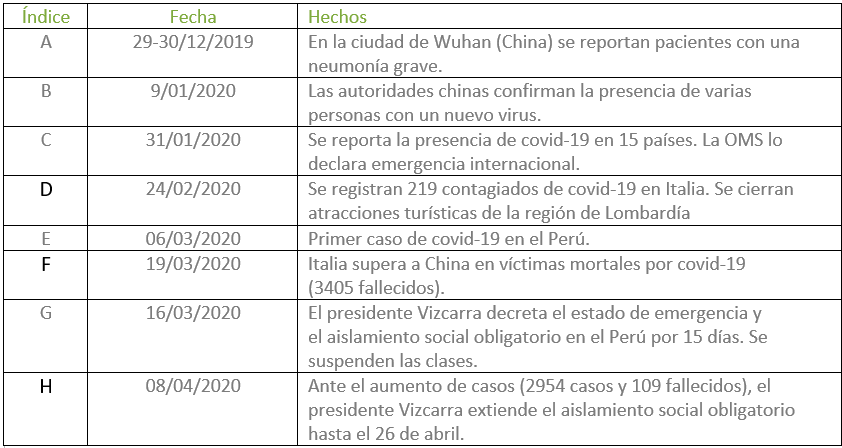 Índice Fecha Hechos
A 29-30/12/2019 En la ciudad de Wuhan (China) se reportan pacientes con una
neumonía grave.
B 9/01/2020 Las autoridades chinas confirman la presencia de varias
personas con un nuevo virus.
C 31/01/2020 Se reporta la presencia de covid-19 en 15 países. La OMS lo
declara emergencia internacional.
D 24/02/2020 Se registran 219 contagiados de covid-19 en Italia. Se cierran
atracciones turísticas de la región de Lombardía
E 06/03/2020 Primer caso de covid-19 en el Perú.
F 19/03/2020 Italia supera a China en víctimas mortales por covid-19
(3405 fallecidos).
G 16/03/2020 El presidente Vizcarra decreta el estado de emergencia y
el aislamiento social obligatorio en el Perú por 15 días. Se
suspenden las clases.
H 08/04/2020 Ante el aumento de casos (2954 casos y 109 fallecidos), el
presidente Vizcarra extiende el aislamiento social obligatorio
hasta el 26 de abril.